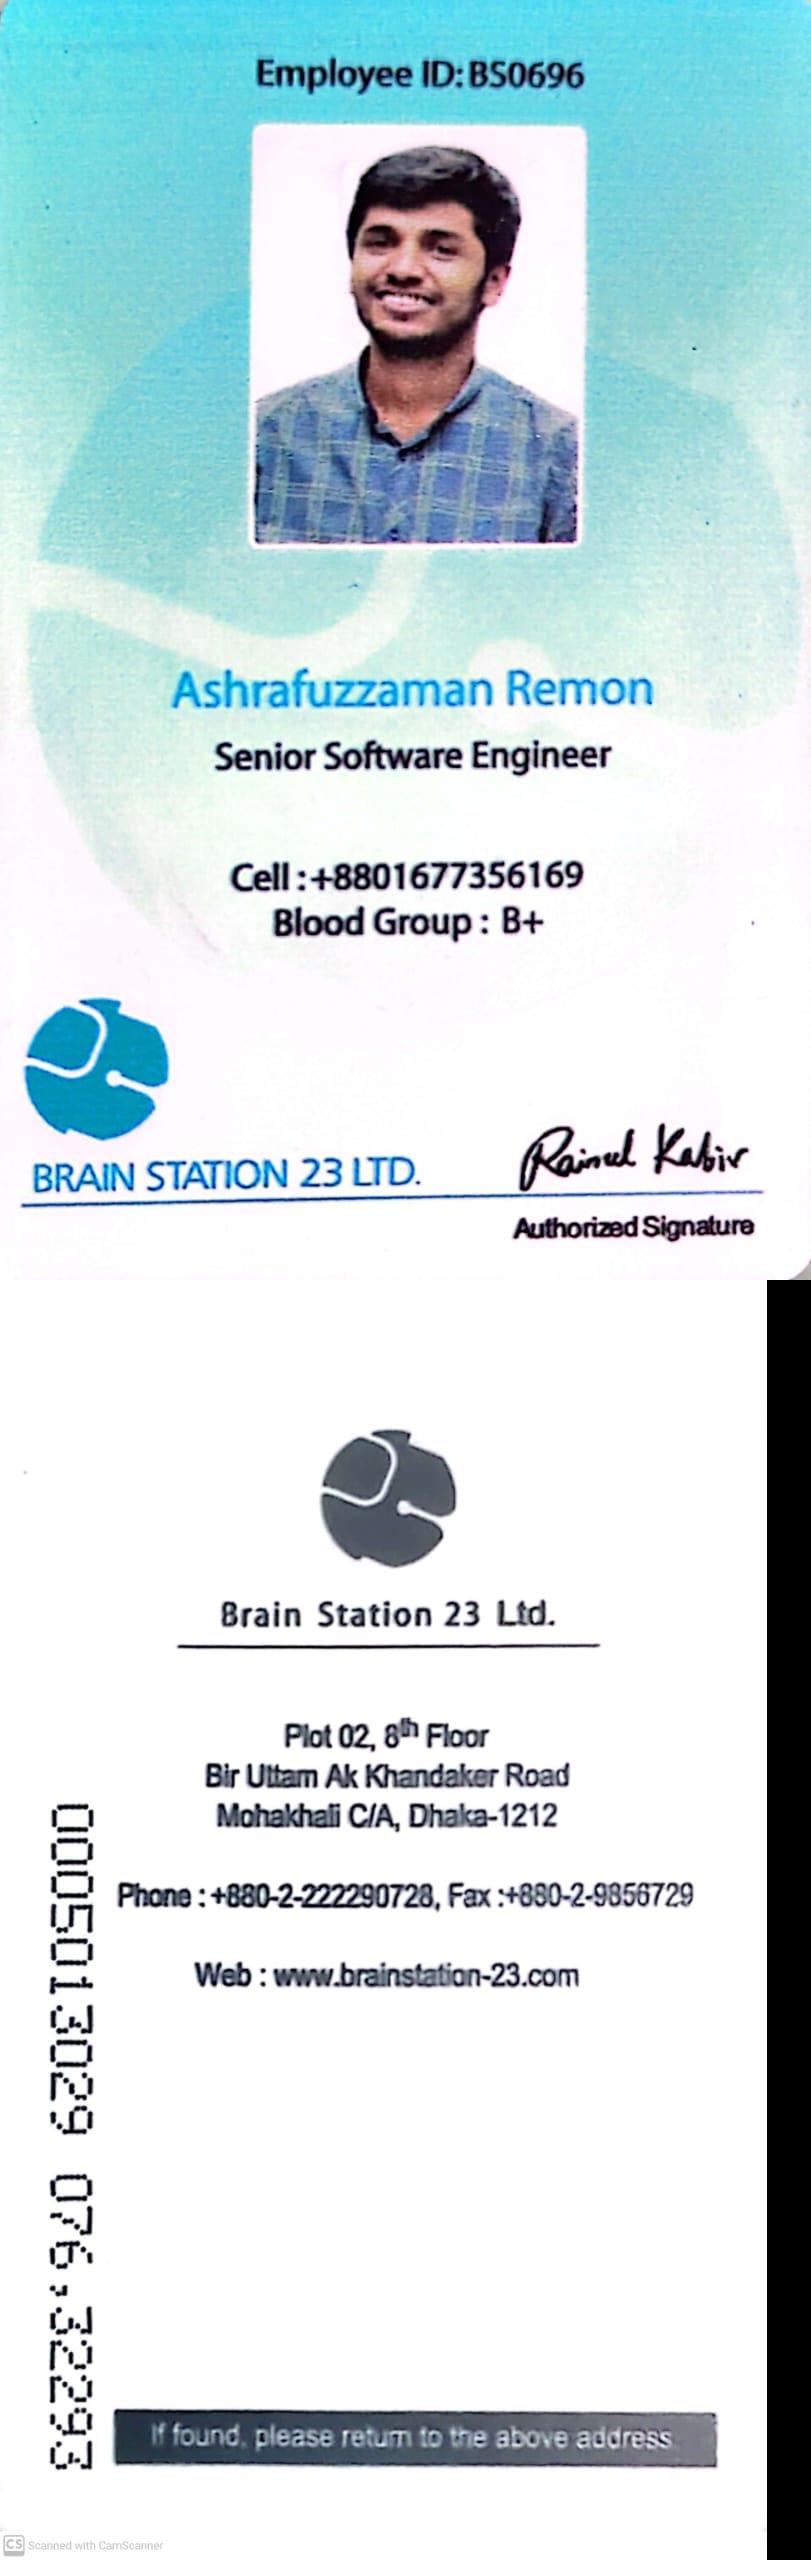 Employee ID: BS0696
Ashrafuzzaman Remon
Senior Software Engineer
Cell : +8801677356169
Blood Group : B+
BRAIN STATION 23 LTD.
Kabir
Authorized Signature
Brain Station 23 Ltd.
Plot 02, 8th Floor
Bir Uttam Ak Khandaker Road
Mohakhali C/A, Dhaka-1212
Phone : +880-2-222290728, Fax :+880-2-9856729
Web : www.brainstation-23.com
0005013029 076,32293
If found, please return to the above address
CS Scanned with CamScanner